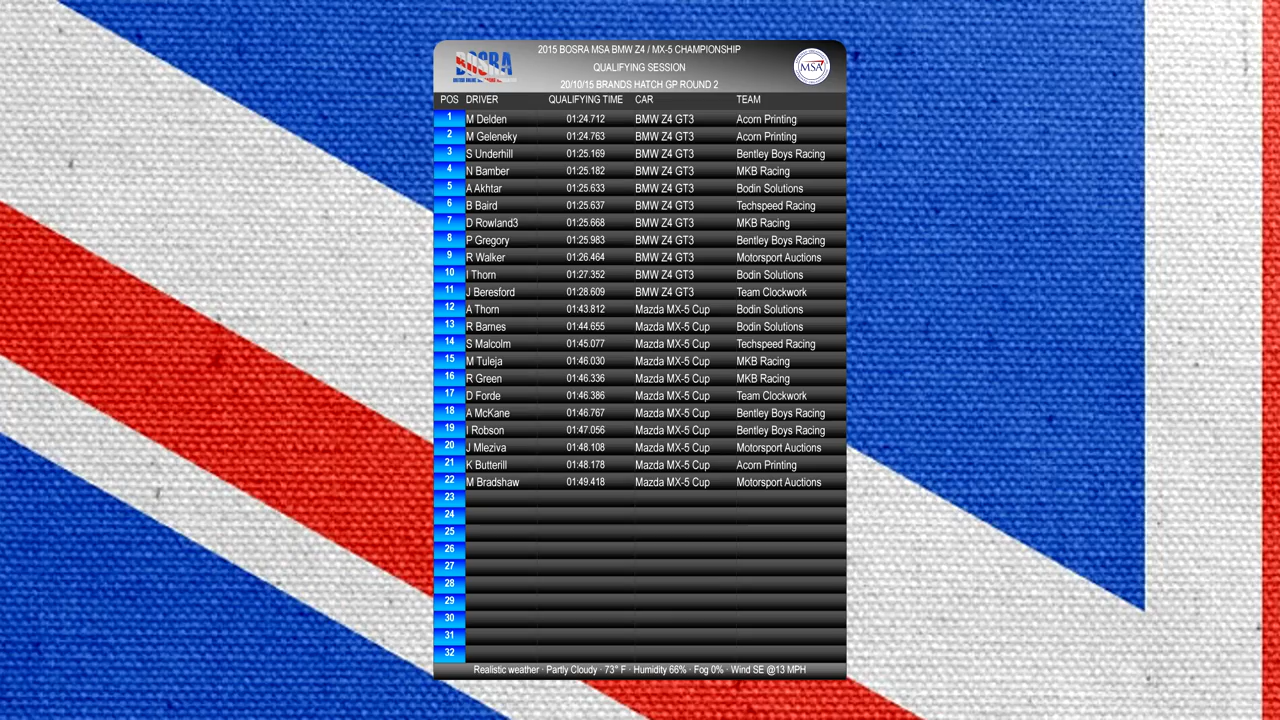 2015 BOSRA MSA BMW Z4 / MX-5 CHAMPIONSHIP
BOSRA
QUALIFYING SESSION
MSA
20/10/15 BRANDS HATCH GP ROUND 2
POS DRIVER QUALIFYING TIME CAR TEAM
1 M Delden 01:24.712 BMW Z4 GT3 Acorn Printing
2 M Geleneky 01:24.763 BMW Z4 GT3 Acorn Printing
3 S Underhill 01:25.169 BMW Z4 GT3 Bentley Boys Racing
4 N Bamber 01:25.182 BMW Z4 GT3 MKB Racing
5 A Akhtar 01:25.633 BMW Z4 GT3 Bodin Solutions
6 B Baird 01:25.637 BMW Z4 GT3 Techspeed Racing
7 D Rowland3 01:25.668 BMW Z4 GT3 MKB Racing
8 P Gregory 01:25.983 BMW Z4 GT3 Bentley Boys Racing
9 R Walker 01:26.464 BMW Z4 GT3 Motorsport Auctions
10 I Thorn 01:27.352 BMW Z4 GT3 Bodin Solutions
11 J Beresford 01:28.609 BMW Z4 GT3 Team Clockwork
12 A Thorn 01:43.812 Mazda MX-5 Cup Bodin Solutions
13 R Barnes 01:44.655 Mazda MX-5 Cup Bodin Solutions
14 S Malcolm 01:45.077 Mazda MX-5 Cup Techspeed Racing
15 M Tuleja 01:46.030 Mazda MX-5 Cup MKB Racing
16 R Green 01:46.336 Mazda MX-5 Cup MKB Racing
17 D Forde 01:46.386 Mazda MX-5 Cup Team Clockwork
18 A McKane 01:46.767 Mazda MX-5 Cup Bentley Boys Racing
19 I Robson 01:47.056 Mazda MX-5 Cup Bentley Boys Racing
20 J Mleziva 01:48.108 Mazda MX-5 Cup Motorsport Auctions
21 K Butterill 01:48.178 Mazda MX-5 Cup Acorn Printing
22 M Bradshaw 01:49.418 Mazda MX-5 Cup Motorsport Auctions
23
24
25
26
27
28
29
30
31
32
Realistic weather · Partly Cloudy · 73° F · Humidity 66% · Fog 0% · Wind SE @13 MPH